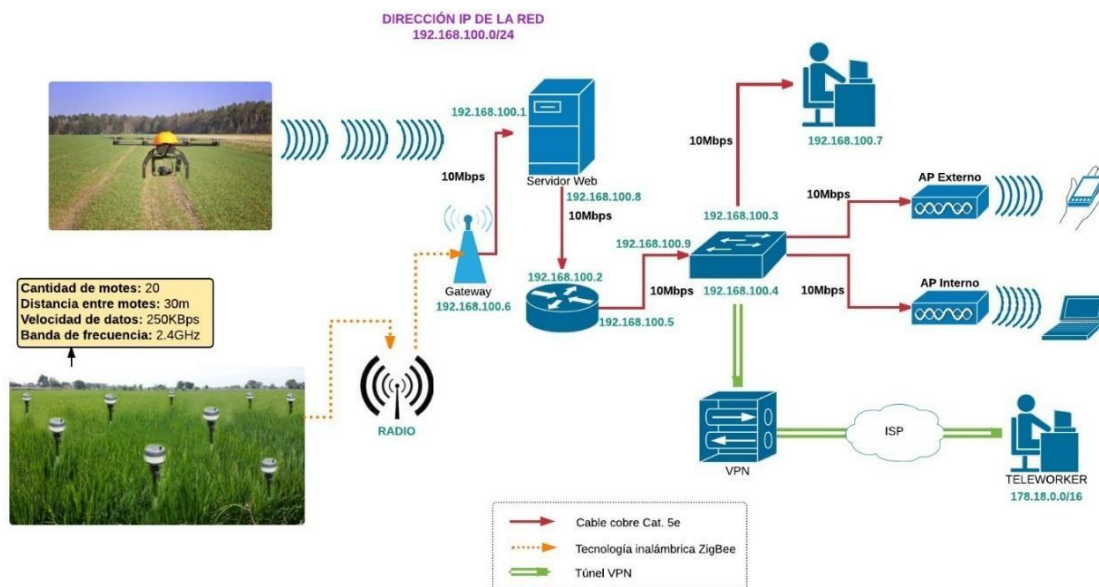 DIRECCIÓN IP DE LA RED
192.168.100.0/24
192.168.100.1
10Mbps
Servidor Web
192.168.100.8
10Mbps
Gateway
192.168.100.6
192.168.100.2
192.168.100.5
10Mbps
192.168.100.9
192.168.100.3
192.168.100.4
10Mbps
192.168.100.7
10Mbps
AP Externo
10Mbps
AP Interno
Cantidad de motes: 20
Distancia entre motes: 30m
Velocidad de datos: 250KBps
Banda de frecuencia: 2.4GHz
RADIO
VPN
ISP
TELEWORKER
178.18.0.0/16
Cable cobre Cat. 5e
Tecnología inalámbrica ZigBee
Túnel VPN